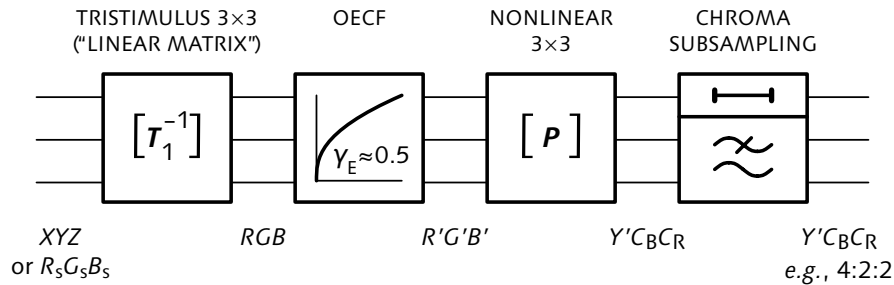 TRISTIMULUS 3×3
(“LINEAR MATRIX”)
OECF
NONLINEAR
3×3
CHROMA
SUBSAMPLING
[T₁⁻¹]
γE≈0.5
[P]
XYZ
or RsGsBs
RGB
R'G'B'
Y'CBCR
Y'CBCR
e.g., 4:2:2